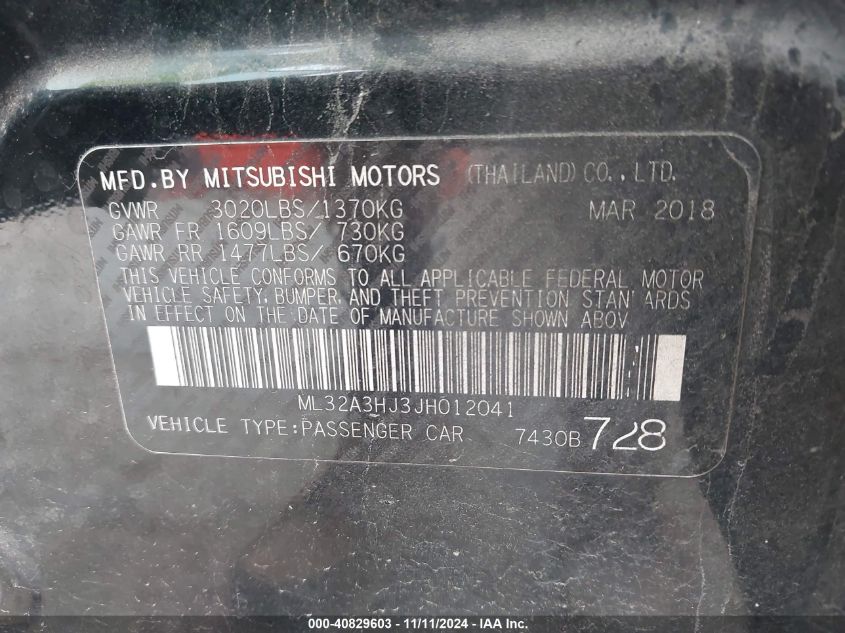 MFD.BY MITSUBISHI MOTORS (THAILAND) CO., LTD.
GVWR 3020LBS/1370KG MAR 2018
GAWR FR 1609LBS/ 730KG
GAWR RR 1477LBS/ 670KG
THIS VEHICLE CONFORMS TO ALL APPLICABLE FEDERAL MOTOR
VEHICLE SAFETY, BUMPER, AND THEFT PREVENTION STAN ARDS
IN EFFECT ON THE DATE OF MANUFACTURE SHOWN ABOV
ML32A3HJ3JH012041
VEHICLE TYPE:PASSENGER CAR 7430B 728
000-40829603 - 11/11/2024 - IAA Inc.